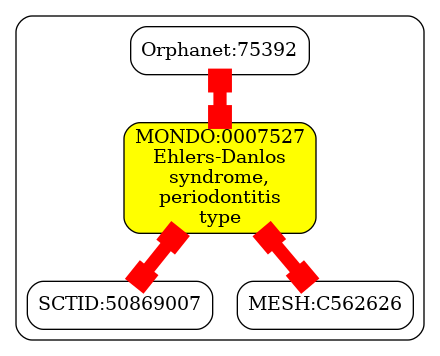 Orphanet:75392
MONDO:0007527
Ehlers-Danlos
syndrome,
periodontitis
type
SCTID:50869007
MESH:C562626